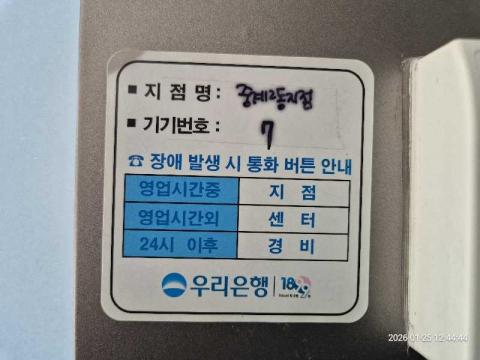 ■ 지 점 명 : 중계2동지점
■ 기기번호 : 7
☎ 장애 발생 시 통화 버튼 안내
영업시간중 지 점
영업시간외 센 터
24시 이후 경 비
우리은행
2026-01-25 12:44:44